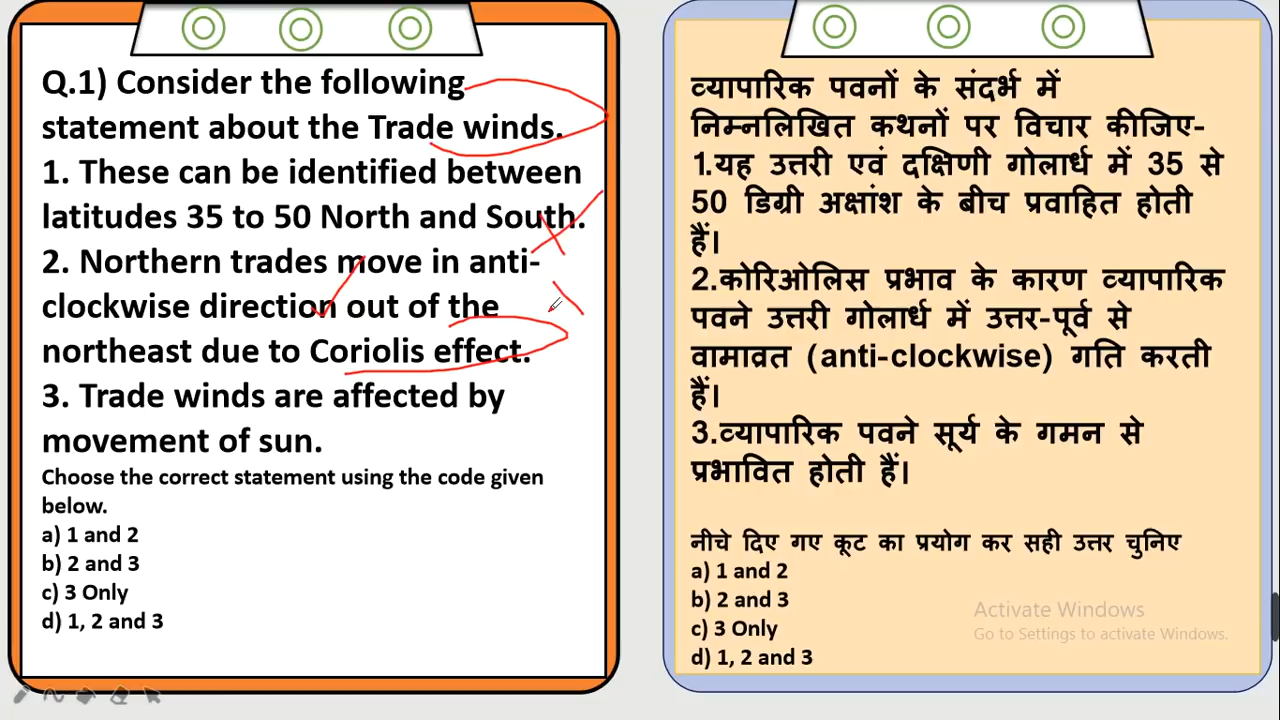 Q.1) Consider the following
statement about the Trade winds.
1. These can be identified between
latitudes 35 to 50 North and South.
2. Northern trades move in anti-
clockwise direction out of the
northeast due to Coriolis effect.
3. Trade winds are affected by
movement of sun.
Choose the correct statement using the code given
below.
a) 1 and 2
b) 2 and 3
c) 3 Only
d) 1, 2 and 3
व्यापारिक पवनों के संदर्भ में
निम्नलिखित कथनों पर विचार कीजिए-
1.यह उत्तरी एवं दक्षिणी गोलार्ध में 35 से
50 डिग्री अक्षांश के बीच प्रवाहित होती
हैं।
2.कोरिओलिस प्रभाव के कारण व्यापारिक
पवने उत्तरी गोलार्ध में उत्तर-पूर्व से
वामाव्रत (anti-clockwise) गति करती
हैं।
3.व्यापारिक पवने सूर्य के गमन से
प्रभावित होती हैं।
नीचे दिए गए कूट का प्रयोग कर सही उत्तर चुनिए
a) 1 and 2
b) 2 and 3
c) 3 Only
d) 1, 2 and 3
Activate Windows
Go to Settings to activate Windows.